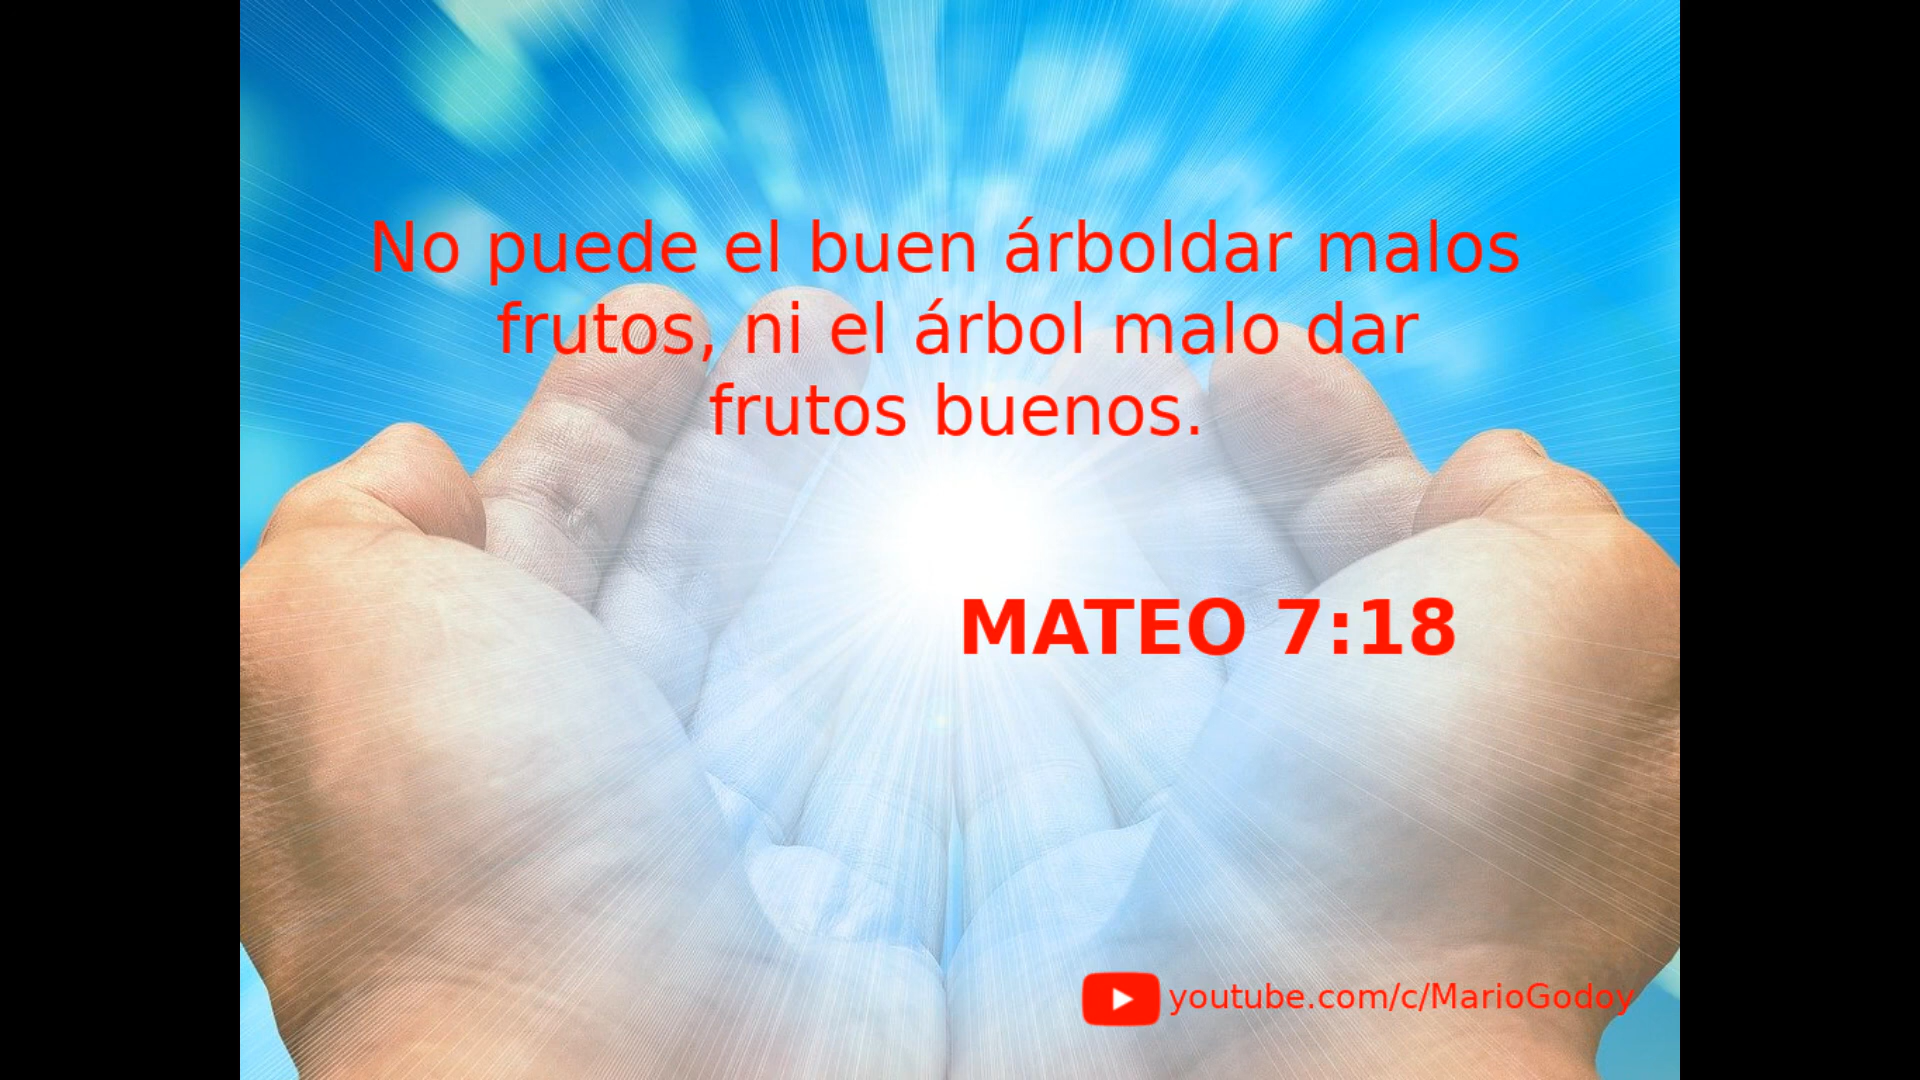 No puede el buen árboldar malos
frutos, ni el árbol malo dar
frutos buenos.
MATEO 7:18
youtube.com/c/MarioGodoy